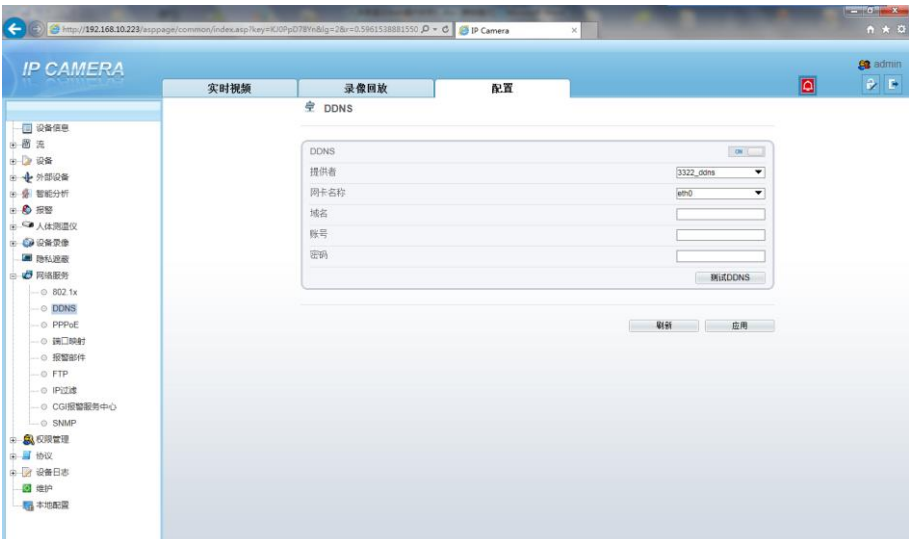 http://192.168.10.223/asppage/common/index.asp?key=
IP Camera
IP CAMERA
admin
实时视频
录像回放
配置
DDNS
设备信息
流
设备
外部设备
智能分析
报警
人体测温仪
设备录像
隐私遮蔽
网络服务
802.1x
DDNS
PPPoE
端口映射
报警邮件
FTP
IP过滤
CGI报警服务中心
SNMP
权限管理
协议
设备日志
维护
本地配置
DDNS
ON
提供者
3322_ddns
网卡名称
eth0
域名
账号
密码
测试DDNS
刷新
应用